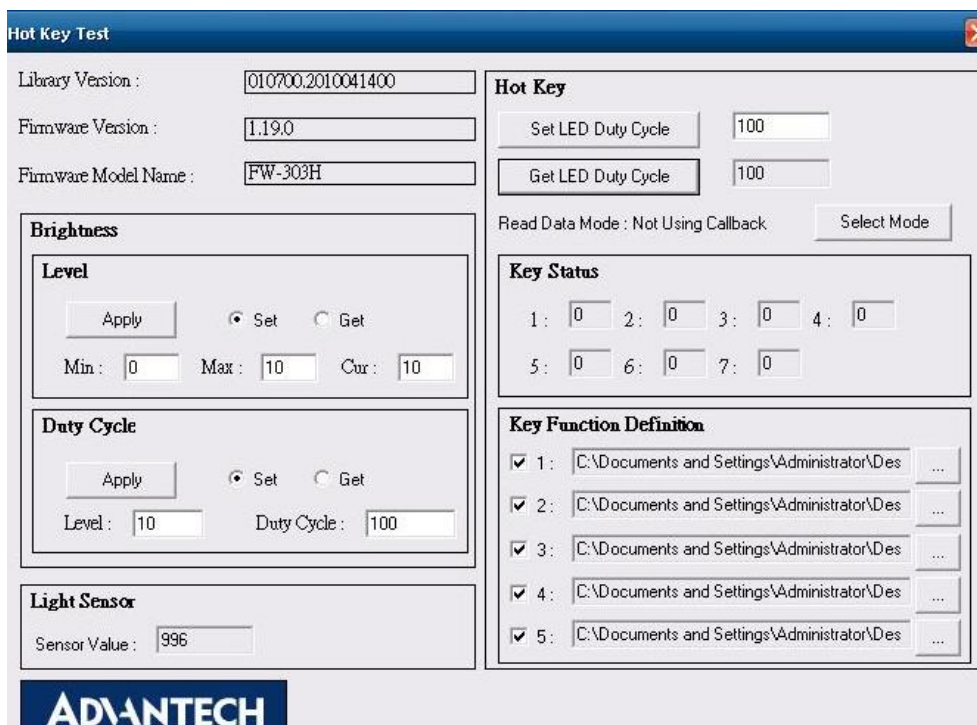 Hot Key Test
Library Version : 010700.2010041400
Firmware Version : 1.19.0
Firmware Model Name : FW-303H
Brightness
Level
Apply Set Get
Min : 0 Max : 10 Cur : 10
Duty Cycle
Apply Set Get
Level : 10 Duty Cycle : 100
Light Sensor
Sensor Value : 996
ADVANTECH
Hot Key
Set LED Duty Cycle 100
Get LED Duty Cycle 100
Read Data Mode : Not Using Callback Select Mode
Key Status
1 : 0 2 : 0 3 : 0 4 : 0
5 : 0 6 : 0 7 : 0
Key Function Definition
1 : C:\Documents and Settings\Administrator\Des ...
2 : C:\Documents and Settings\Administrator\Des ...
3 : C:\Documents and Settings\Administrator\Des ...
4 : C:\Documents and Settings\Administrator\Des ...
5 : C:\Documents and Settings\Administrator\Des ...